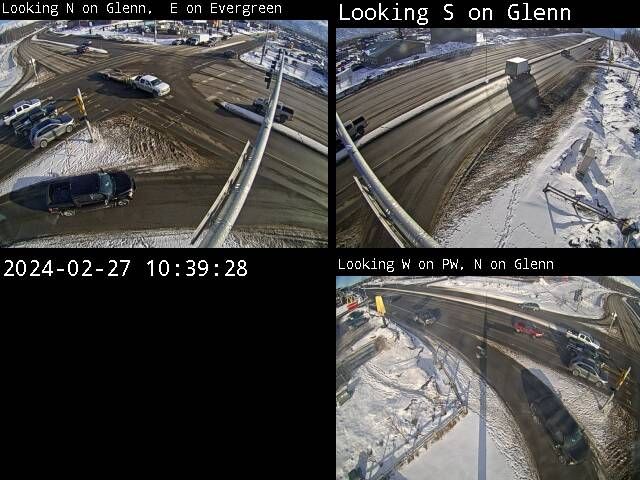 Looking N on Glenn,  E on Evergreen
Looking S on Glenn
2024-02-27 10:39:28
Looking W on PW, N on Glenn